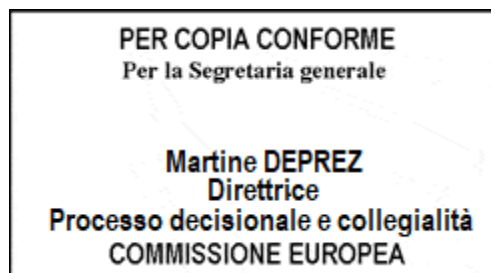 PER COPIA CONFORME
Per la Segretaria generale
Martine DEPREZ
Direttrice
Processo decisionale e collegialità
COMMISSIONE EUROPEA